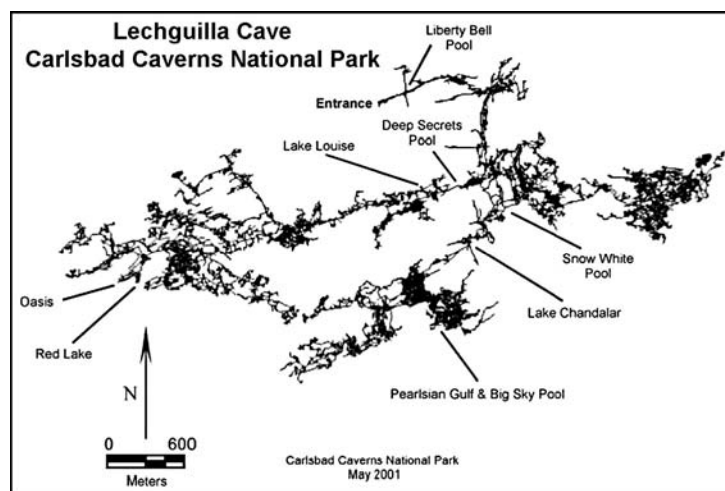 Lechguilla Cave
Carlsbad Caverns National Park
Liberty Bell
Pool
Entrance
Deep Secrets
Pool
Lake Louise
Snow White
Pool
Oasis
Lake Chandalar
Red Lake
Pearlsian Gulf & Big Sky Pool
N
0 600
Meters
Carlsbad Caverns National Park
May 2001